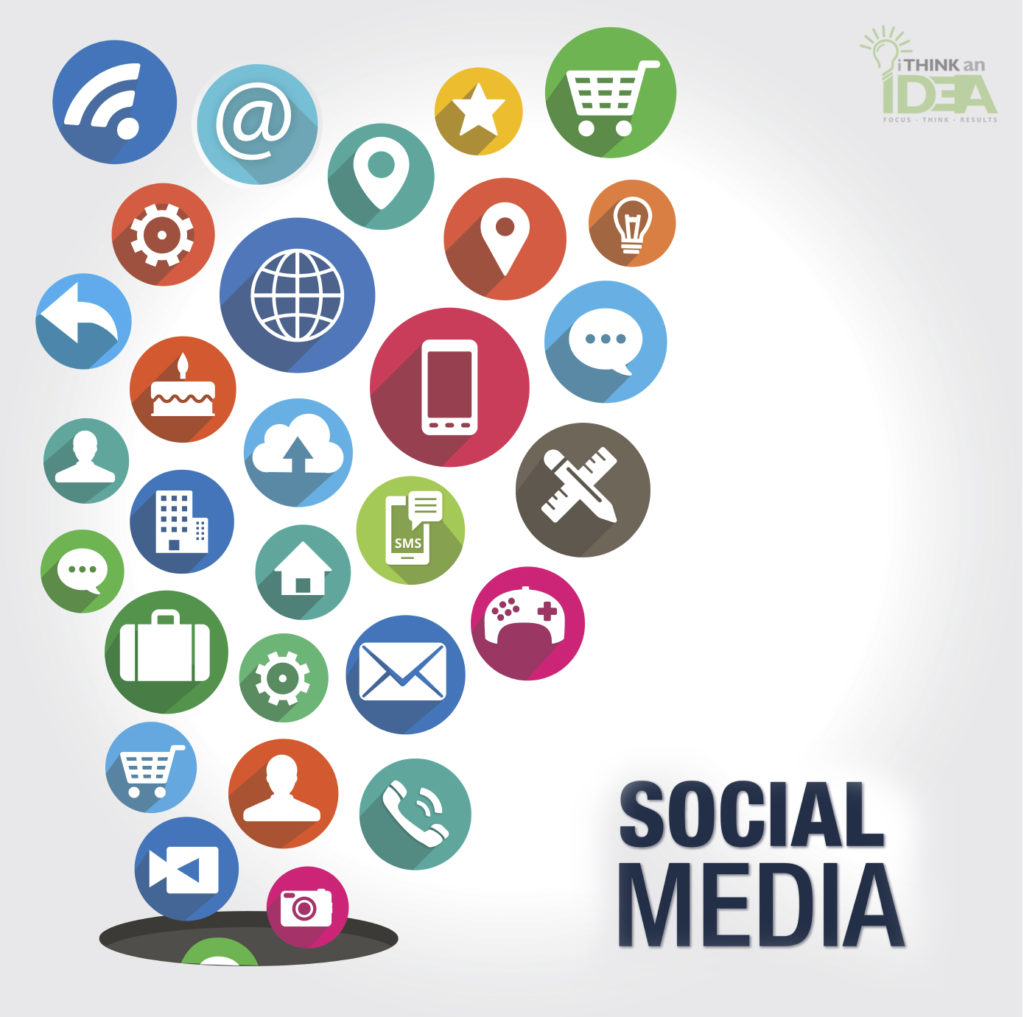 iTHINK an
IDEA
FOCUS - THINK - RESULTS
@
SMS
SOCIAL
MEDIA